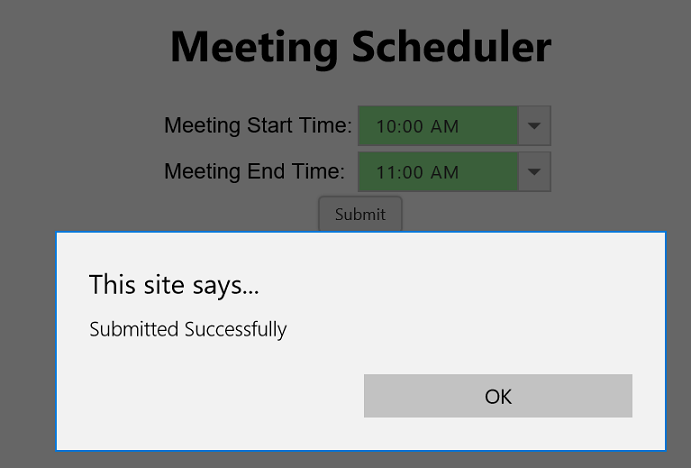 Meeting Scheduler
Meeting Start Time: 10:00 AM
Meeting End Time: 11:00 AM
Submit
This site says...
Submitted Successfully
OK